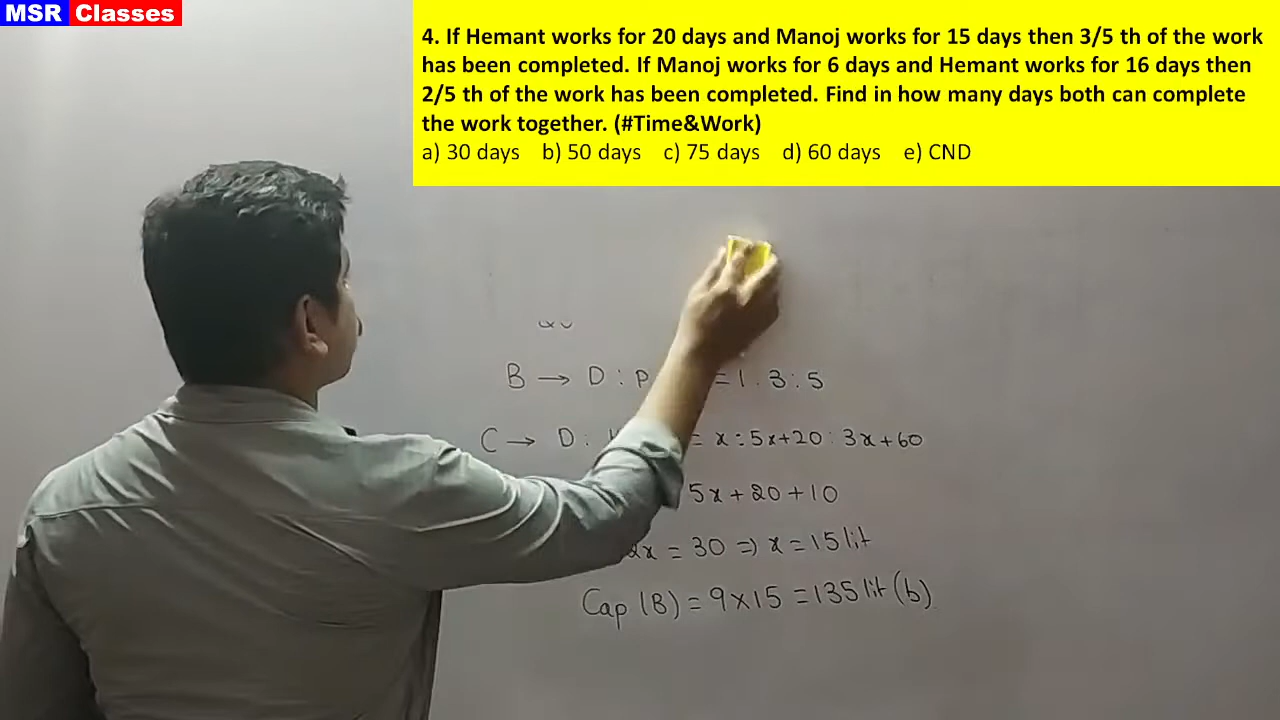 MSR Classes
4. If Hemant works for 20 days and Manoj works for 15 days then 3/5 th of the work
has been completed. If Manoj works for 6 days and Hemant works for 16 days then
2/5 th of the work has been completed. Find in how many days both can complete
the work together. (#Time&Work)
a) 30 days b) 50 days c) 75 days d) 60 days e) CND
B → D : P = 1 : 3 : 5
C → D : = x : 5x+20 : 3x+60
5x + 20 + 10
2x = 30 ⇒ x = 15 lit
Cap (B) = 9 × 15 = 135 lit (b)